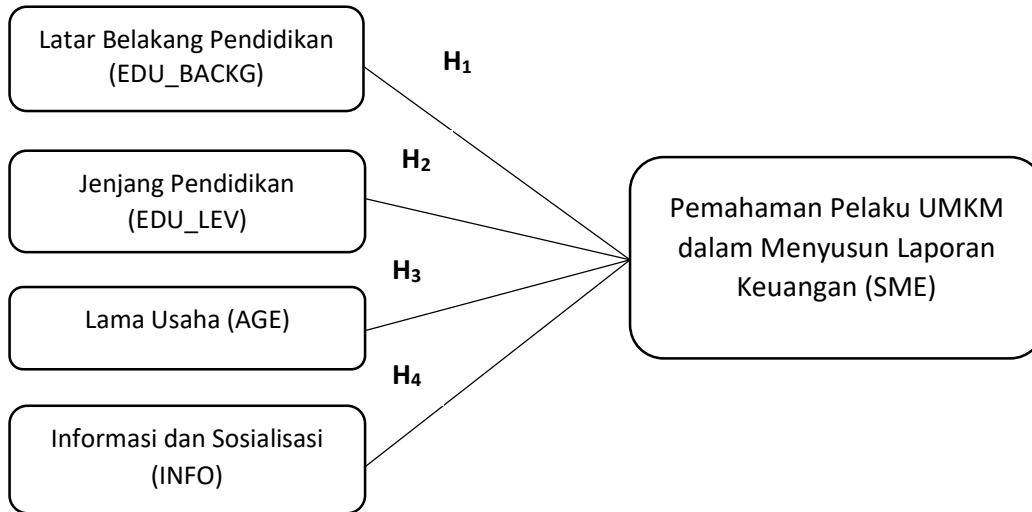 Latar Belakang Pendidikan
(EDU_BACKG)
H₁
Jenjang Pendidikan
(EDU_LEV)
H₂
Lama Usaha (AGE)
H₃
Informasi dan Sosialisasi
(INFO)
H₄
Pemahaman Pelaku UMKM
dalam Menyusun Laporan
Keuangan (SME)